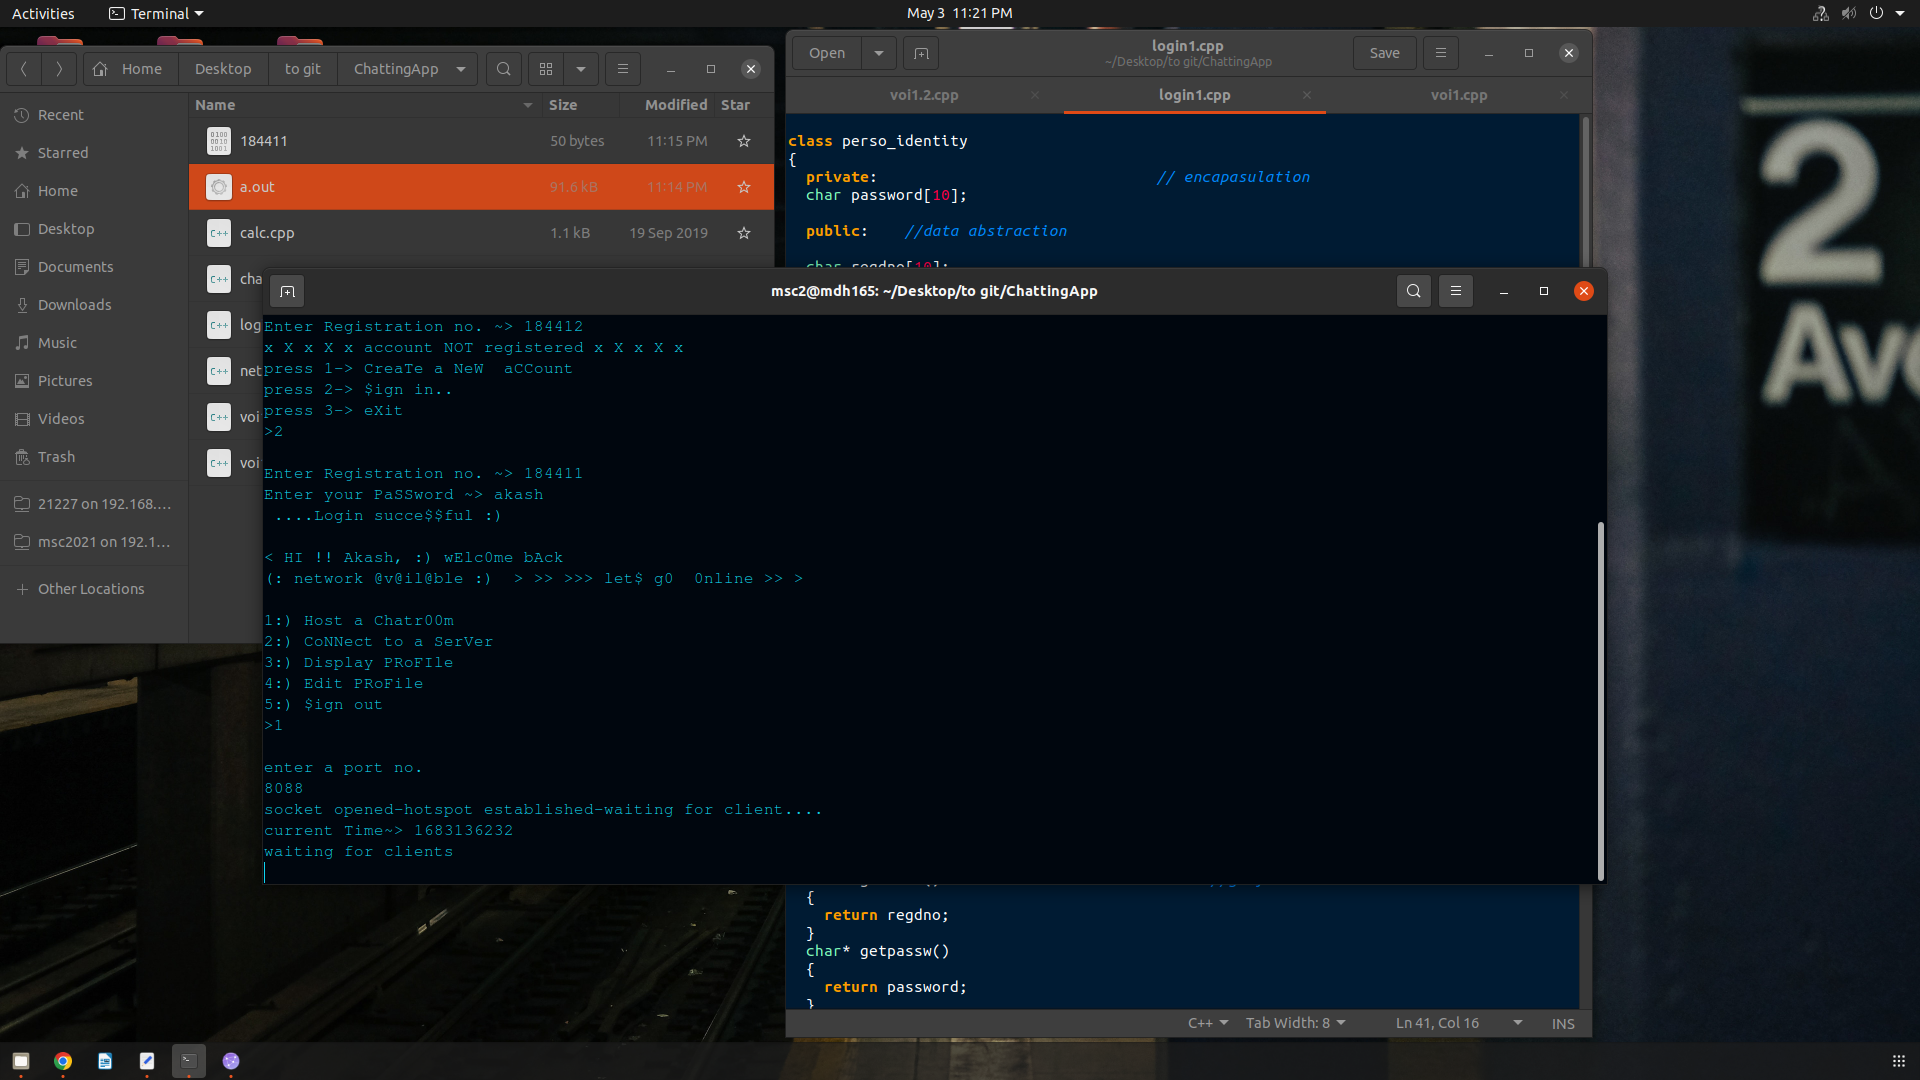 Activities
Terminal
May 3  11:21 PM
Home
Desktop
to git
ChattingApp
Name
Size
Modified
Star
Recent
Starred
Home
Desktop
Documents
Downloads
Music
Pictures
Videos
Trash
21227 on 192.168....
msc2021 on 192.1...
Other Locations
184411
50 bytes
11:15 PM
a.out
91.6 kB
11:14 PM
calc.cpp
1.1 kB
19 Sep 2019
cha
log
net
voi
voi
Open
login1.cpp
~/Desktop/to git/ChattingApp
Save
voi1.2.cpp
login1.cpp
voi1.cpp
class perso_identity
{
private:                               // encapasulation
char password[10];
public:    //data abstraction
char regdno[10];
msc2@mdh165: ~/Desktop/to git/ChattingApp
Enter Registration no. ~> 184412
x X x X x account NOT registered x X x X x
press 1-> CreaTe a NeW  aCCount
press 2-> $ign in..
press 3-> eXit
>2
Enter Registration no. ~> 184411
Enter your PaSSword ~> akash
....Login succe$$ful :)
< HI !! Akash, :) wElc0me bAck
(: network @v@il@ble :)  > >> >>> let$ g0  0nline >> >
1:) Host a Chatr00m
2:) CoNNect to a SerVer
3:) Display PRoFIle
4:) Edit PRoFile
5:) $ign out
>1
enter a port no.
8088
socket opened-hotspot established-waiting for client....
current Time~> 1683136232
waiting for clients
{
return regdno;
}
char* getpassw()
{
return password;
}
C++
Tab Width: 8
Ln 41, Col 16
INS
2
Ave